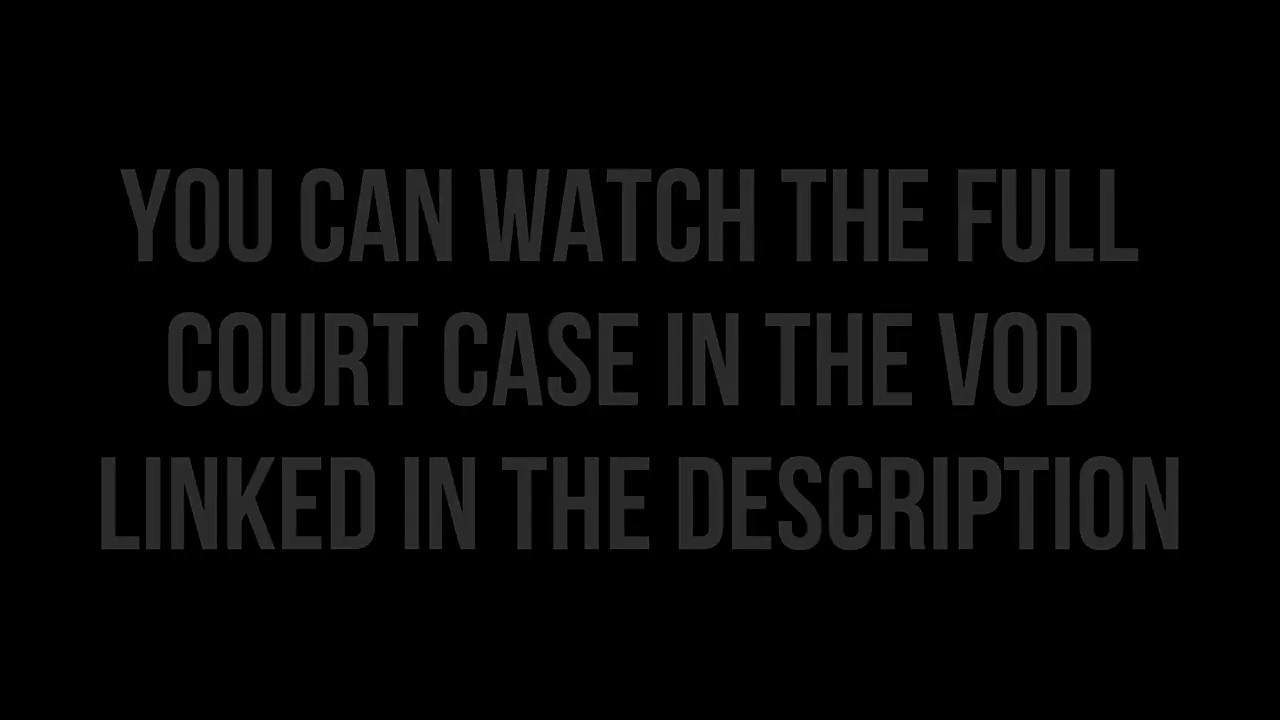 YOU CAN WATCH THE FULL
COURT CASE IN THE VOD
LINKED IN THE DESCRIPTION